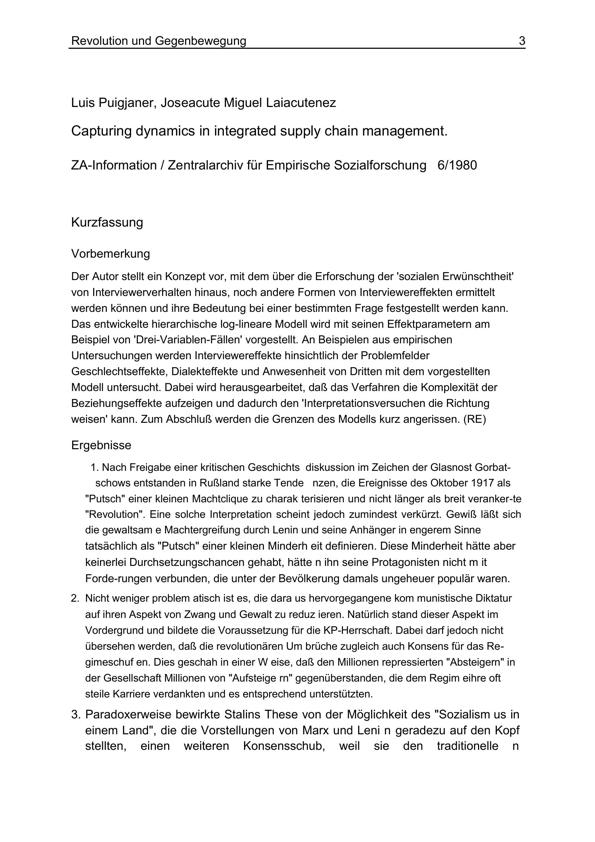 Revolution und Gegenbewegung 3
Luis Puigjaner, Joseacute Miguel Laiacutenez
Capturing dynamics in integrated supply chain management.
ZA-Information / Zentralarchiv für Empirische Sozialforschung 6/1980
Kurzfassung
Vorbemerkung
Der Autor stellt ein Konzept vor, mit dem über die Erforschung der 'sozialen Erwünschtheit'
von Interviewerverhalten hinaus, noch andere Formen von Interviewereffekten ermittelt
werden können und ihre Bedeutung bei einer bestimmten Frage festgestellt werden kann.
Das entwickelte hierarchische log-lineare Modell wird mit seinen Effektparametern am
Beispiel von 'Drei-Variablen-Fällen' vorgestellt. An Beispielen aus empirischen
Untersuchungen werden Interviewereffekte hinsichtlich der Problemfelder
Geschlechtseffekte, Dialekteffekte und Anwesenheit von Dritten mit dem vorgestellten
Modell untersucht. Dabei wird herausgearbeitet, daß das Verfahren die Komplexität der
Beziehungseffekte aufzeigen und dadurch den 'Interpretationsversuchen die Richtung
weisen' kann. Zum Abschluß werden die Grenzen des Modells kurz angerissen. (RE)
Ergebnisse
1. Nach Freigabe einer kritischen Geschichts diskussion im Zeichen der Glasnost Gorbat-
schows entstanden in Rußland starke Tende nzen, die Ereignisse des Oktober 1917 als
"Putsch" einer kleinen Machtclique zu charak terisieren und nicht länger als breit veranker-te
"Revolution". Eine solche Interpretation scheint jedoch zumindest verkürzt. Gewiß läßt sich
die gewaltsam e Machtergreifung durch Lenin und seine Anhänger in engerem Sinne
tatsächlich als "Putsch" einer kleinen Minderh eit definieren. Diese Minderheit hätte aber
keinerlei Durchsetzungschancen gehabt, hätte n ihn seine Protagonisten nicht m it
Forde-rungen verbunden, die unter der Bevölkerung damals ungeheuer populär waren.
2. Nicht weniger problem atisch ist es, die dara us hervorgegangene kom munistische Diktatur
auf ihren Aspekt von Zwang und Gewalt zu reduz ieren. Natürlich stand dieser Aspekt im
Vordergrund und bildete die Voraussetzung für die KP-Herrschaft. Dabei darf jedoch nicht
übersehen werden, daß die revolutionären Um brüche zugleich auch Konsens für das Re-
gimeschuf en. Dies geschah in einer W eise, daß den Millionen repressierten "Absteigern" in
der Gesellschaft Millionen von "Aufsteige rn" gegenüberstanden, die dem Regim eihre oft
steile Karriere verdankten und es entsprechend unterstützten.
3. Paradoxerweise bewirkte Stalins These von der Möglichkeit des "Sozialism us in
einem Land", die die Vorstellungen von Marx und Leni n geradezu auf den Kopf
stellten, einen weiteren Konsensschub, weil sie den traditionelle n